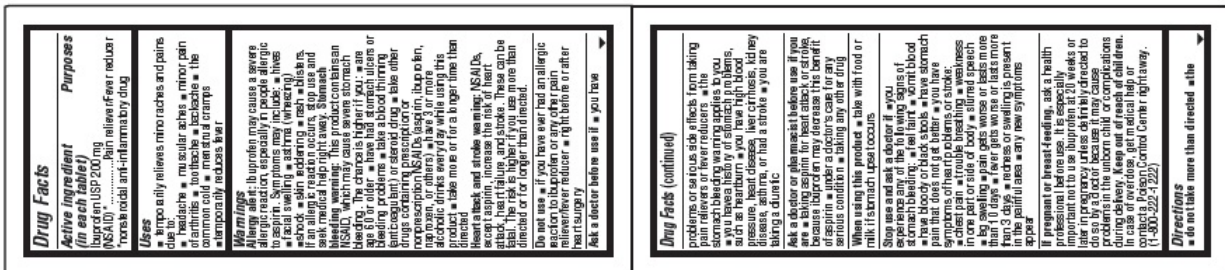 Drug Facts
Active ingredient Purposes
(in each tablet)
Ibuprofen USP 200 mg
(NSAID)* ............... Pain reliever/fever reducer
*nonsteroidal anti-inflammatory drug
Uses
■ temporarily relieves minor aches and pains
due to:
■ headache ■ muscular aches ■ minor pain
of arthritis ■ toothache ■ backache ■ the
common cold ■ menstrual cramps
■ temporarily reduces fever
Warnings
Allergy alert: Ibuprofen may cause a severe
allergic reaction, especially in people allergic
to aspirin. Symptoms may include: ■ hives
■ facial swelling ■ asthma (wheezing)
■ shock ■ skin reddening ■ rash ■ blisters.
If an allergic reaction occurs, stop use and
seek medical help right away. Stomach
bleeding warning: This product contains an
NSAID, which may cause severe stomach
bleeding. The chance is higher if you: ■ are
age 60 or older ■ have had stomach ulcers or
bleeding problems ■ take a blood thinning
(anticoagulant) or steroid drug ■ take other
drugs containing prescription or
nonprescription NSAIDs (aspirin, ibuprofen,
naproxen, or others) ■ have 3 or more
alcoholic drinks every day while using this
product ■ take more or for a longer time than
directed
Heart attack and stroke warning: NSAIDs,
except aspirin, increase the risk of heart
attack, heart failure, and stroke. These can be
fatal. The risk is higher if you use more than
directed or for longer than directed.
Do not use ■ if you have ever had an allergic
reaction to ibuprofen or any other pain
reliever/fever reducer ■ right before or after
heart surgery
Ask a doctor before use if ■ you have
Drug Facts (continued)
problems or serious side effects from taking
pain relievers or fever reducers ■ the
stomach bleeding warning applies to you
■ you have a history of stomach problems,
such as heartburn ■ you have high blood
pressure, heart disease, liver cirrhosis, kidney
disease, asthma, or had a stroke ■ you are
taking a diuretic
Ask a doctor or pharmacist before use if you
are ■ taking aspirin for heart attack or stroke,
because ibuprofen may decrease this benefit
of aspirin ■ under a doctor's care for any
serious condition ■ taking any other drug
When using this product ■ take with food or
milk if stomach upset occurs
Stop use and ask a doctor if ■ you
experience any of the following signs of
stomach bleeding: ■ feel faint ■ vomit blood
■ have bloody or black stools ■ have stomach
pain that does not get better ■ you have
symptoms of heart problems or stroke:
■ chest pain ■ trouble breathing ■ weakness
in one part or side of body ■ slurred speech
■ leg swelling ■ pain gets worse or lasts more
than 10 days ■ fever gets worse or lasts more
than 3 days ■ redness or swelling is present
in the painful area ■ any new symptoms
appear
If pregnant or breast-feeding, ask a health
professional before use. It is especially
important not to use ibuprofen at 20 weeks or
later in pregnancy unless definitely directed to
do so by a doctor because it may cause
problems in the unborn child or complications
during delivery. Keep out of reach of children.
In case of overdose, get medical help or
contact a Poison Control Center right away.
(1-800-222-1222)
Directions
■ do not take more than directed ■ the